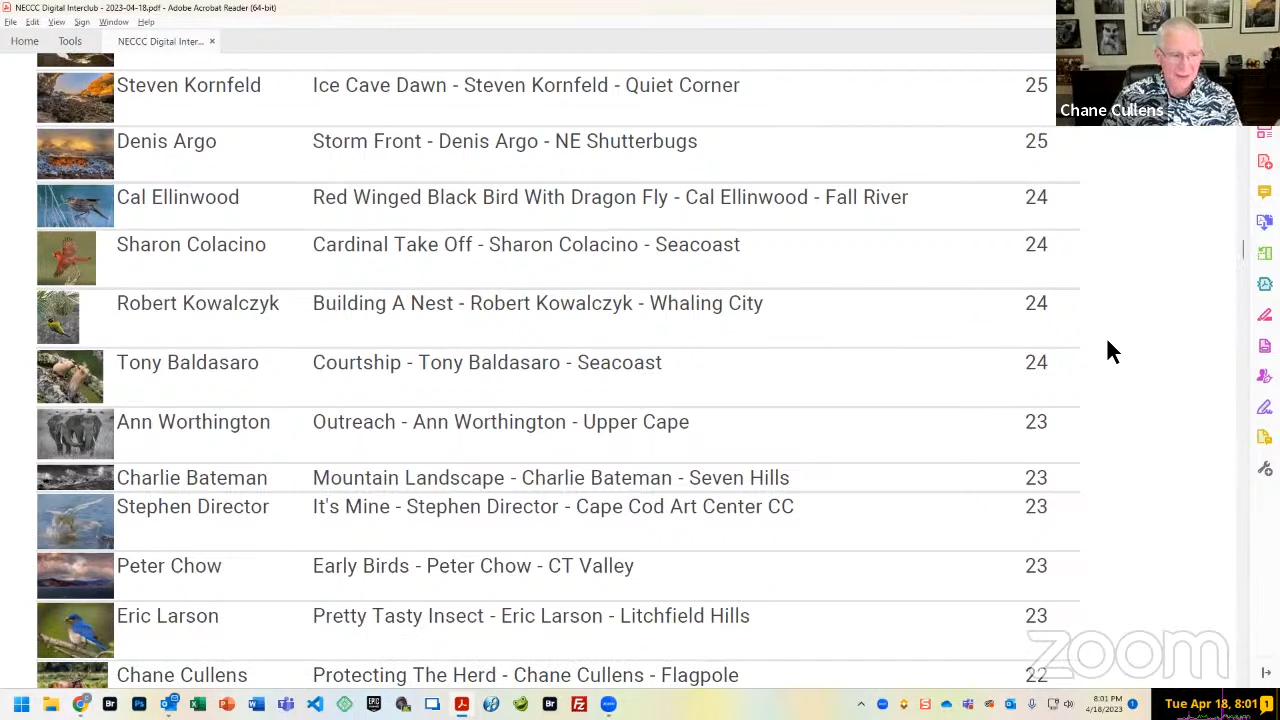 NECCC Digital Interclub - 2023-04-18.pdf - Adobe Acrobat Reader (64-bit)
File Edit View Sign Window Help
Home Tools NECCC Digital Inter... ×
Steven Kornfeld Ice Cave Dawn - Steven Kornfeld - Quiet Corner 25
Denis Argo Storm Front - Denis Argo - NE Shutterbugs 25
Cal Ellinwood Red Winged Black Bird With Dragon Fly - Cal Ellinwood - Fall River 24
Sharon Colacino Cardinal Take Off - Sharon Colacino - Seacoast 24
Robert Kowalczyk Building A Nest - Robert Kowalczyk - Whaling City 24
Tony Baldasaro Courtship - Tony Baldasaro - Seacoast 24
Ann Worthington Outreach - Ann Worthington - Upper Cape 23
Charlie Bateman Mountain Landscape - Charlie Bateman - Seven Hills 23
Stephen Director It's Mine - Stephen Director - Cape Cod Art Center CC 23
Peter Chow Early Birds - Peter Chow - CT Valley 23
Eric Larson Pretty Tasty Insect - Eric Larson - Litchfield Hills 23
Chane Cullens Protecting The Harem - Chane Cullens - Flagpole 22
Chane Cullens
zoom
Br
EPIC
Br
zoom
8:01 PM
4/18/2023
Tue Apr 18, 8:01
1